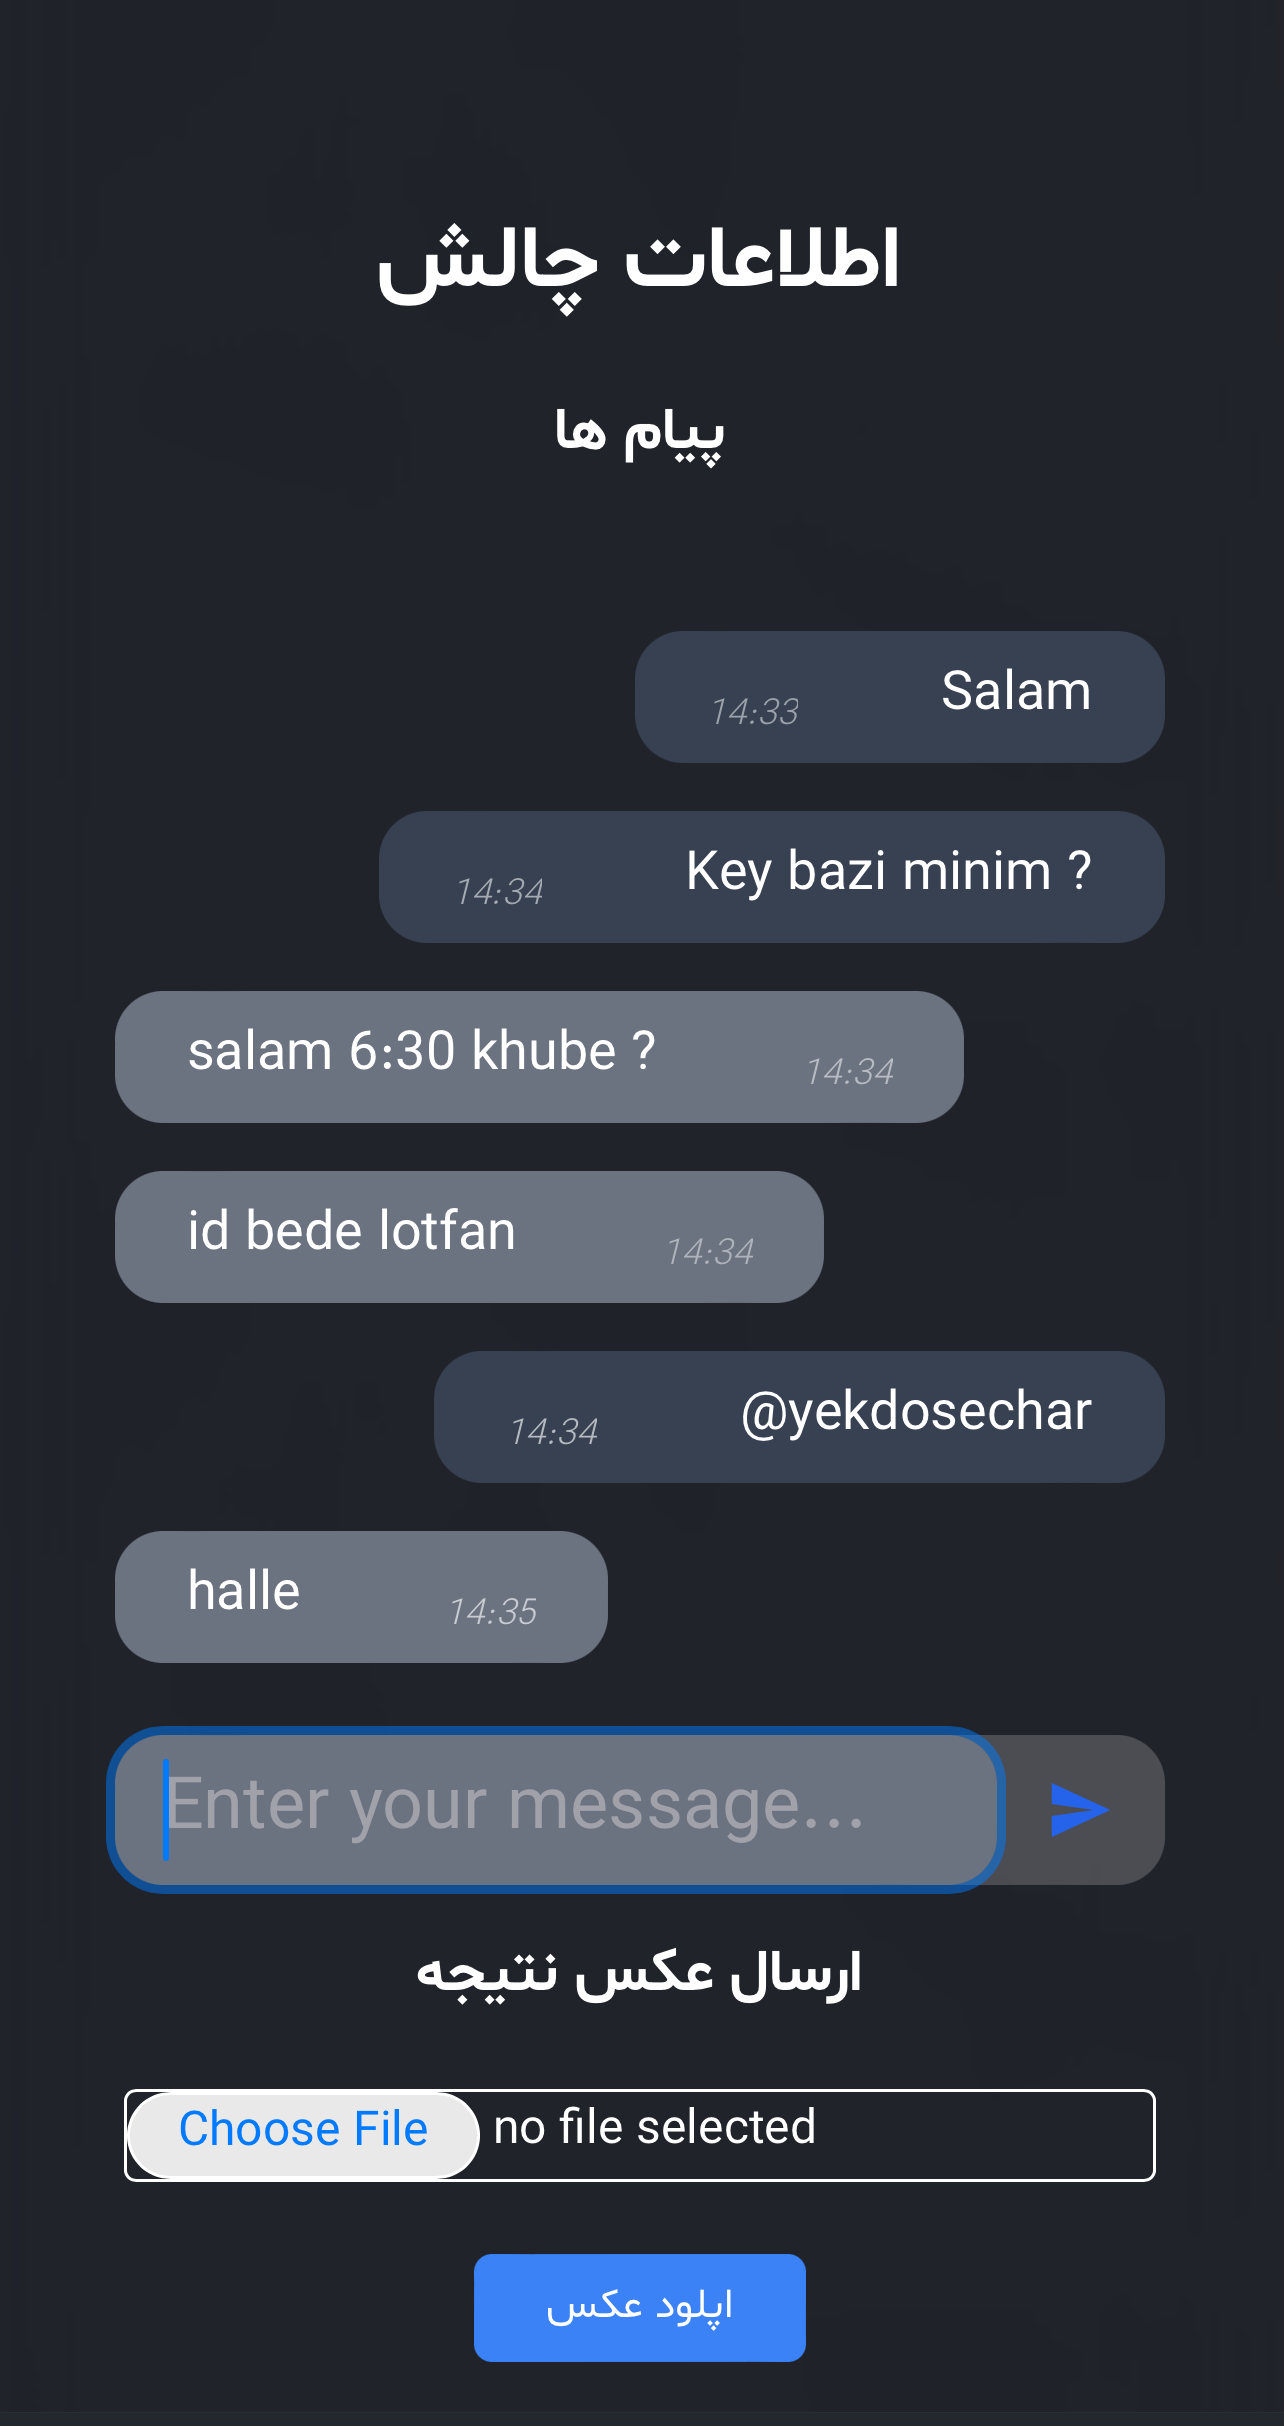 اطلاعات چالش
پیام ها
Salam
14:33
Key bazi minim ?
14:34
salam 6:30 khube ?
14:34
id bede lotfan
14:34
@yekdosechar
14:34
halle
14:35
Enter your message...
ارسال عکس نتیجه
Choose File no file selected
اپلود عکس